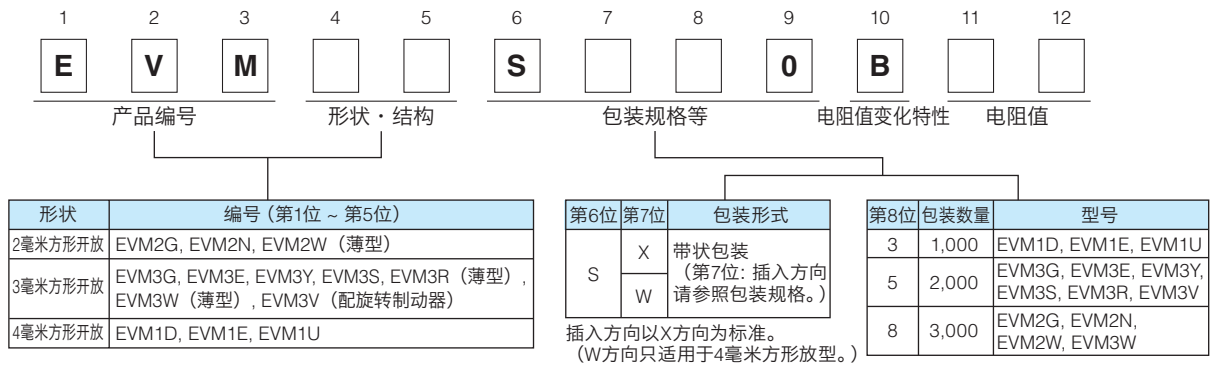 1 2 3 4 5 6 7 8 9 10 11 12
E V M S 0 B
产品编号 形状・结构 包装规格等 电阻值变化特性 电阻值
形状 编号（第1位 ~ 第5位）
2毫米方形开放 EVM2G, EVM2N, EVM2W（薄型）
3毫米方形开放 EVM3G, EVM3E, EVM3Y, EVM3S, EVM3R（薄型）,
EVM3W（薄型）, EVM3V（配旋转制动器）
4毫米方形开放 EVM1D, EVM1E, EVM1U
第6位 第7位 包装形式
S X 带状包装
（第7位: 插入方向
W 请参照包装规格。）
插入方向以X方向为标准。
（W方向只适用于4毫米方形放型。）
第8位 包装数量 型号
3 1,000 EVM1D, EVM1E, EVM1U
5 2,000 EVM3G, EVM3E, EVM3Y,
EVM3S, EVM3R, EVM3V
8 3,000 EVM2G, EVM2N,
EVM2W, EVM3W